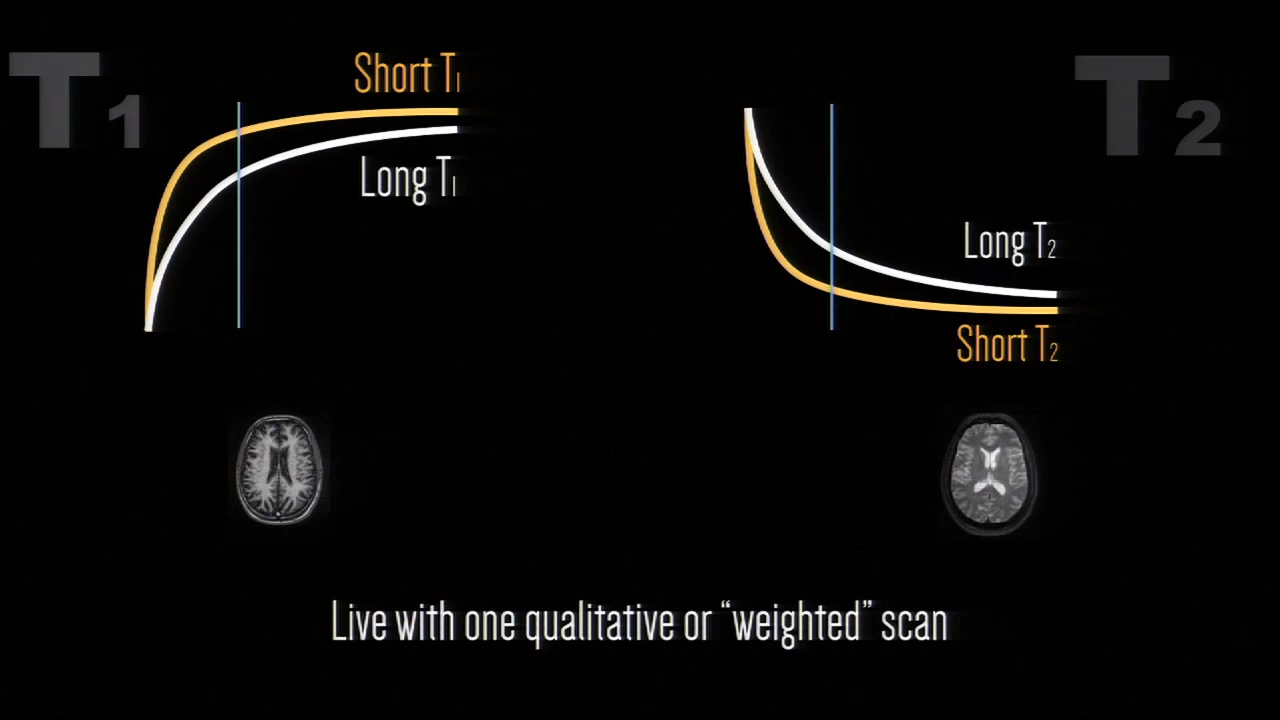 T1
Short T1
Long T1
T2
Long T2
Short T2
Live with one qualitative or “weighted” scan